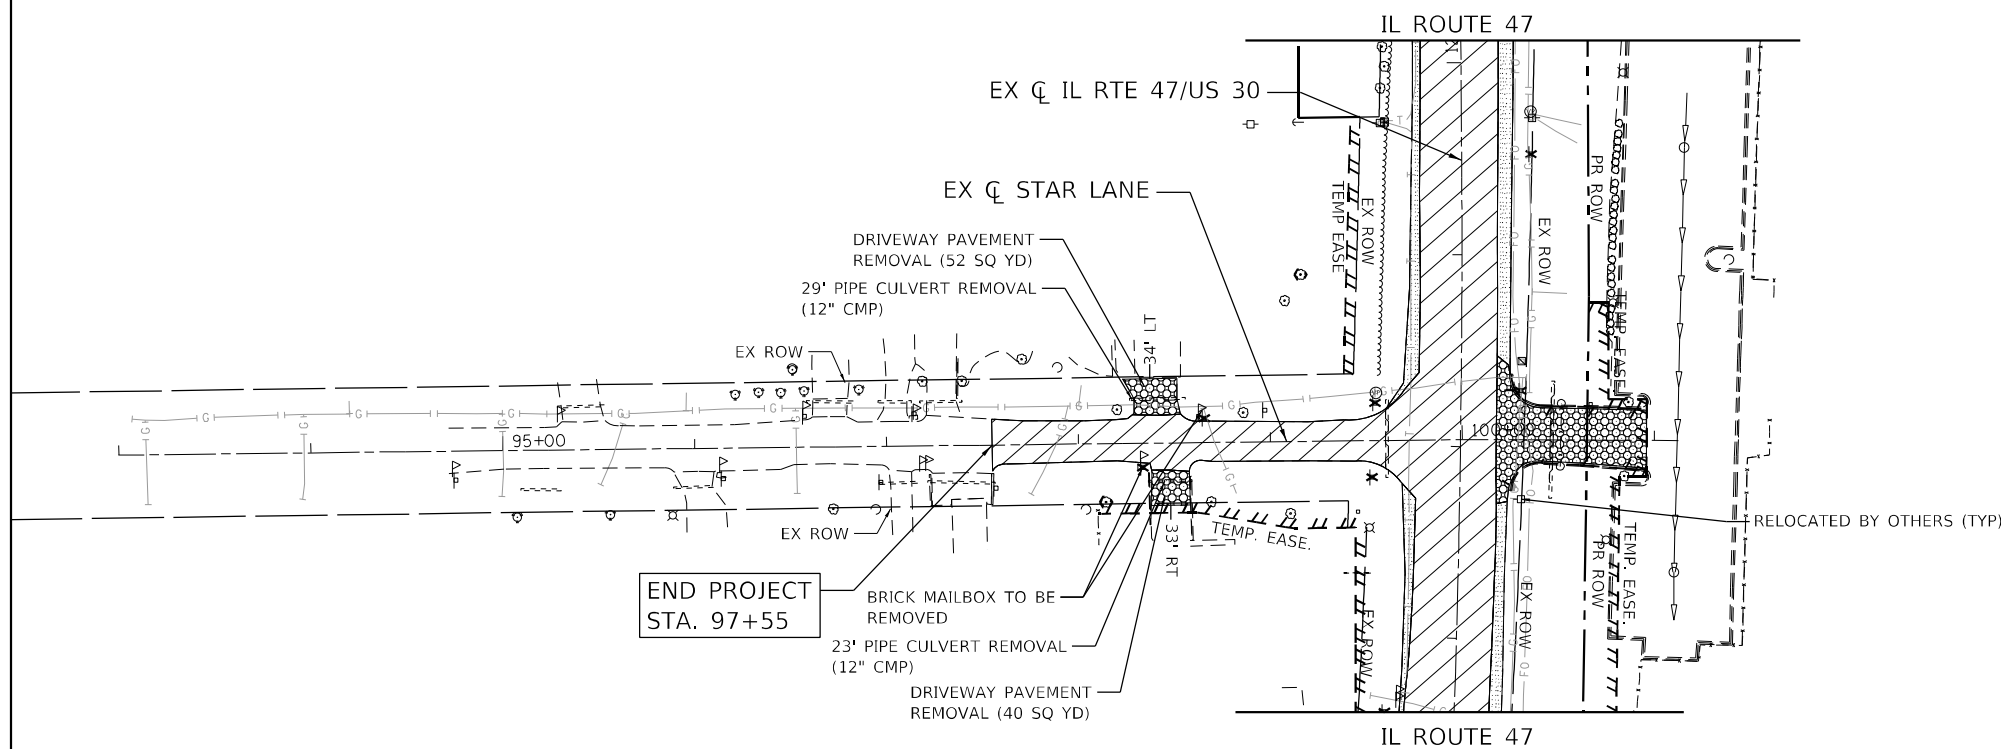 IL ROUTE 47
EX ℄ IL RTE 47/US 30
EX ℄ STAR LANE
DRIVEWAY PAVEMENT
REMOVAL (52 SQ YD)
29' PIPE CULVERT REMOVAL
(12" CMP)
EX ROW
34' LT
TEMP EASE
EX ROW
PR ROW
EX ROW
TEMP EASE.
95+00
EX ROW
33' RT
TEMP. EASE.
RELOCATED BY OTHERS (TYP)
END PROJECT
STA. 97+55
BRICK MAILBOX TO BE
REMOVED
23' PIPE CULVERT REMOVAL
(12" CMP)
DRIVEWAY PAVEMENT
REMOVAL (40 SQ YD)
EX ROW
EX ROW
PR ROW
TEMP. EASE.
IL ROUTE 47